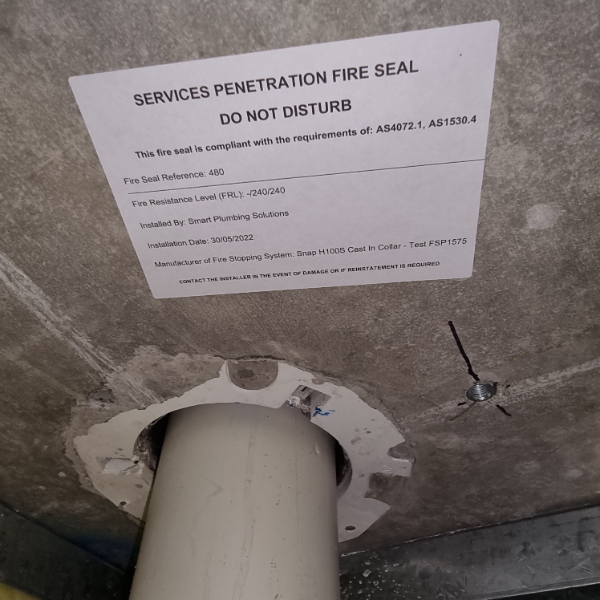 SERVICES PENETRATION FIRE SEAL
DO NOT DISTURB
This fire seal is compliant with the requirements of: AS4072.1, AS1530.4
Fire Seal Reference: 480
Fire Resistance Level (FRL): -/240/240
Installed By: Smart Plumbing Solutions
Installation Date: 30/05/2022
Manufacturer of Fire Stopping System: Snap H100S Cast In Collar - Test FSP1575
CONTACT THE INSTALLER IN THE EVENT OF DAMAGE OR IF REINSTATEMENT IS REQUIRED